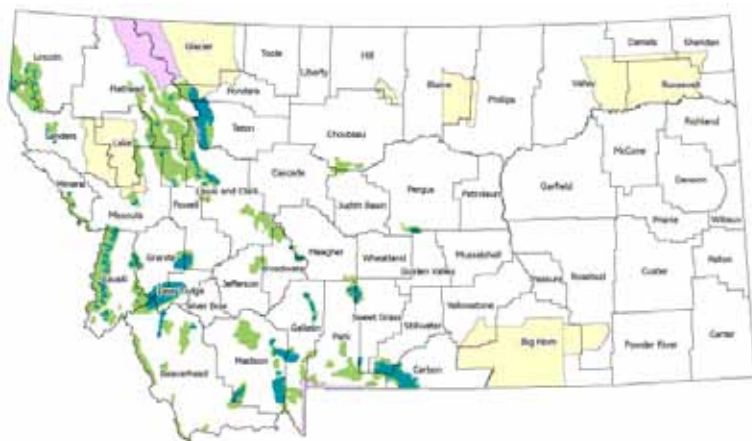 Lincoln
Flathead
Glacier
Toole
Liberty
Hill
Blaine
Phillips
Valley
Daniels
Sheridan
Roosevelt
Sanders
Lake
Pondera
Teton
Chouteau
Richland
McCone
Dawson
Mineral
Missoula
Powell
Lewis and Clark
Cascade
Judith Basin
Fergus
Petroleum
Garfield
Prairie
Wibaux
Ravalli
Granite
Deer Lodge
Silver Bow
Jefferson
Broadwater
Meagher
Wheatland
Golden Valley
Musselshell
Treasure
Rosebud
Custer
Fallon
Beaverhead
Madison
Gallatin
Park
Sweet Grass
Stillwater
Yellowstone
Carbon
Big Horn
Powder River
Carter